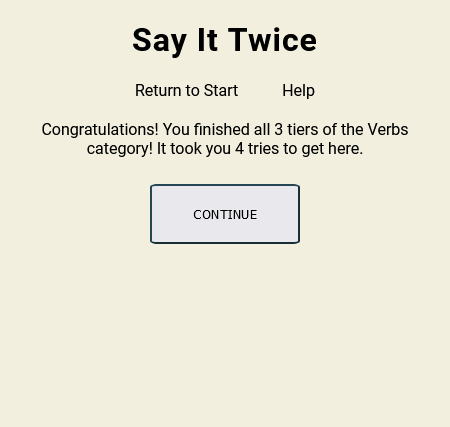 Say It Twice
Return to Start Help
Congratulations! You finished all 3 tiers of the Verbs
category! It took you 4 tries to get here.
CONTINUE